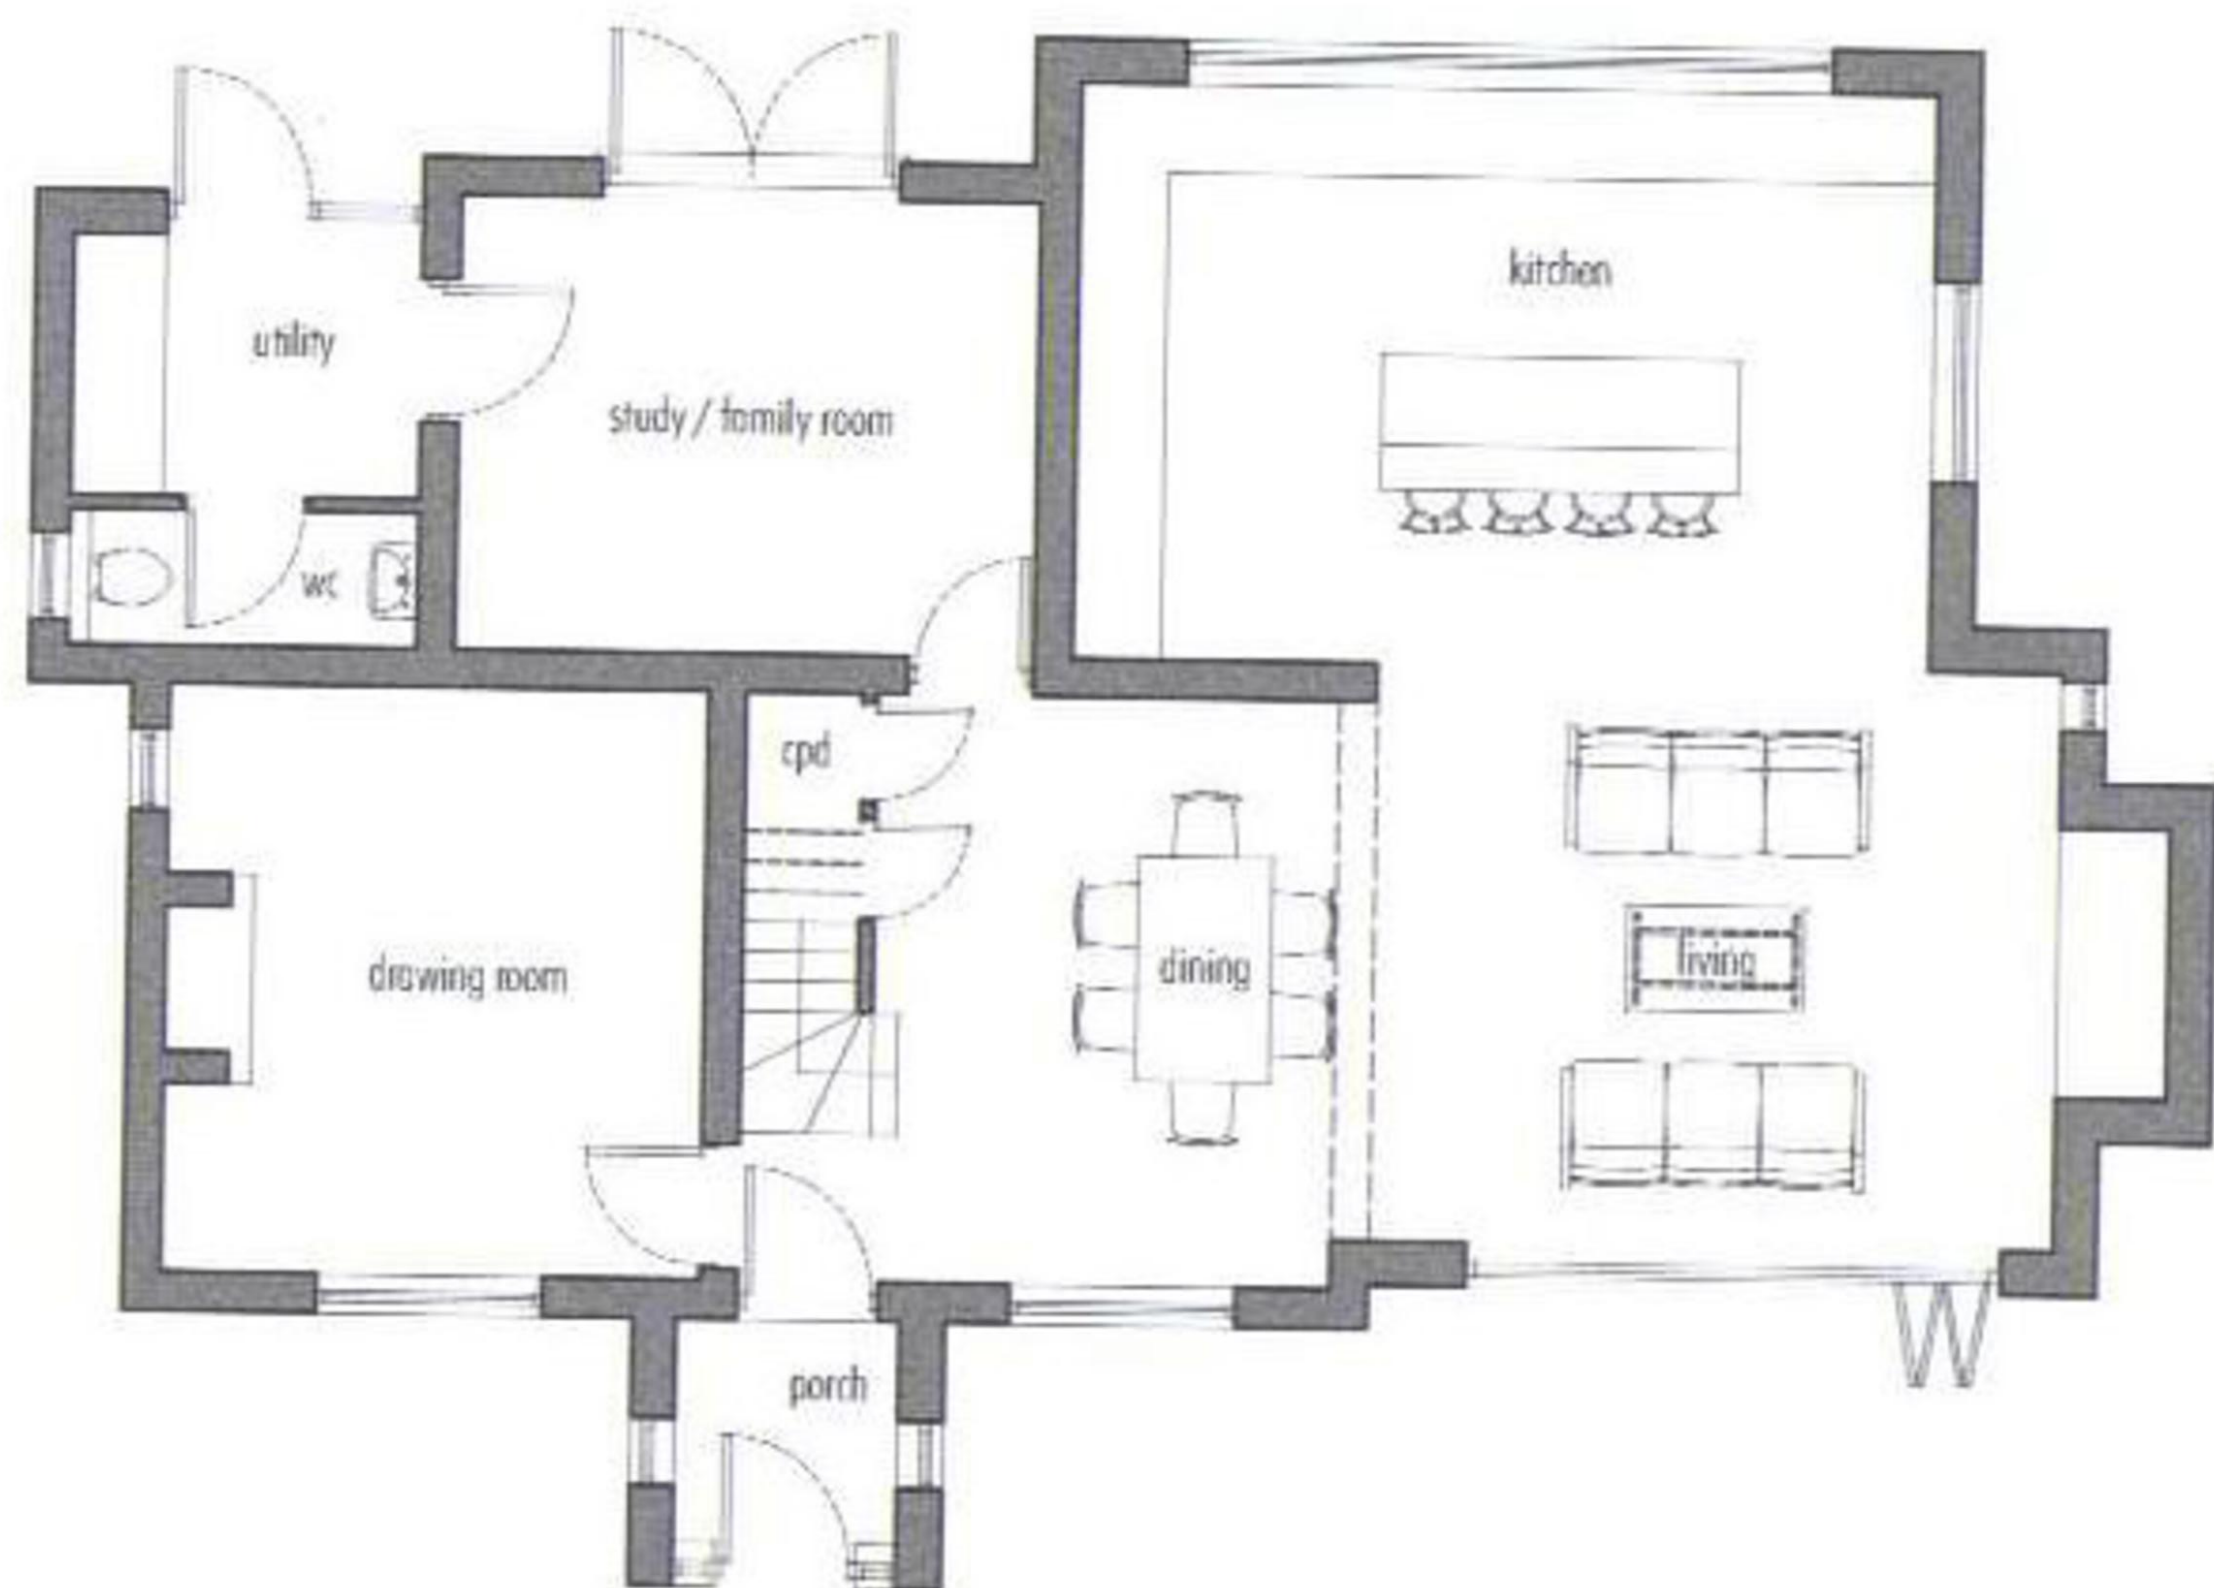 kitchen
utility
study / family room
wc
cpd
drawing room
dining
living
porch